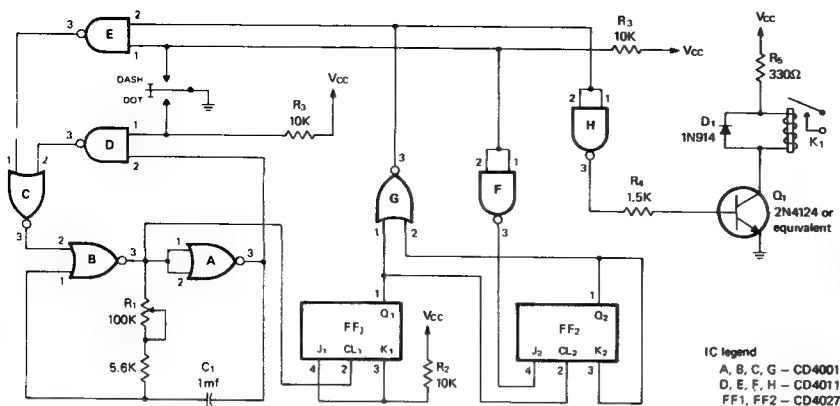 3
E
2
1
R3
10K
Vcc
Vcc
R5
330Ω
DASH
DOT
Vcc
R3
10K
3
D
1
2
2
1
H
3
D1
1N914
K1
1
2
C
3
3
G
1
2
2
1
F
3
R4
1.5K
Q1
2N4124 or
equivalent
2
B
3
1
1
A
3
2
R1
100K
5.6K
C1
1mf
1
Q1
FF1
J1
CL1
K1
4
2
3
Vcc
R2
10K
1
Q2
FF2
J2
CL2
K2
4
2
3
IC legend
A, B, C, G – CD4001
D, E, F, H – CD4011
FF1, FF2 – CD4027